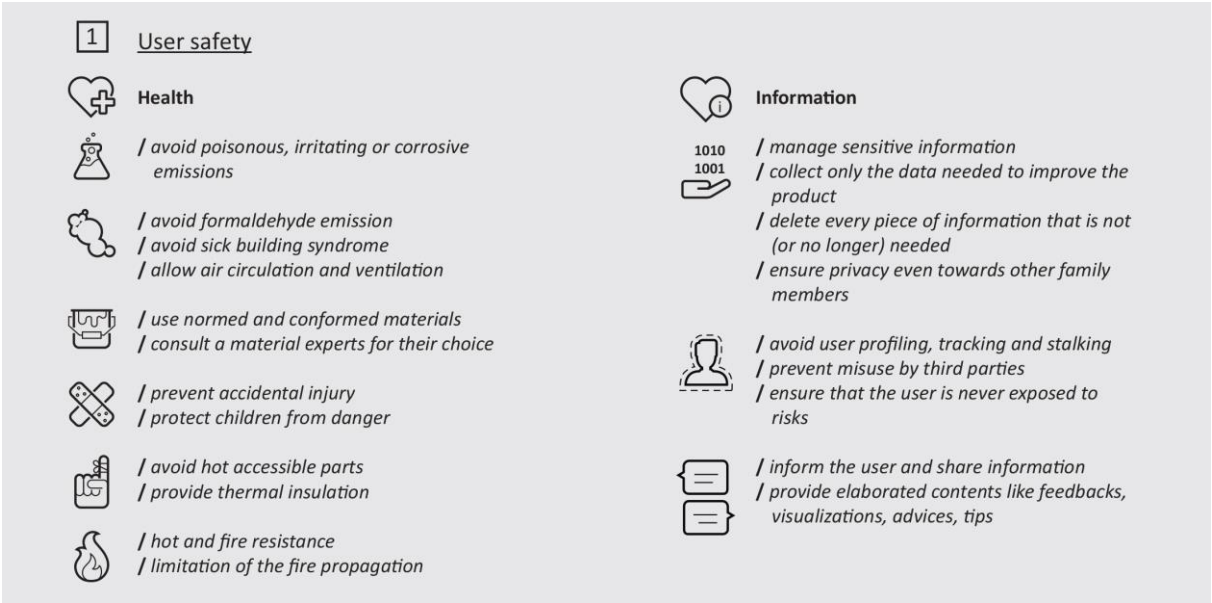 1
User safety
Health
/ avoid poisonous, irritating or corrosive
emissions
/ avoid formaldehyde emission
/ avoid sick building syndrome
/ allow air circulation and ventilation
/ use normed and conformed materials
/ consult a material experts for their choice
/ prevent accidental injury
/ protect children from danger
/ avoid hot accessible parts
/ provide thermal insulation
/ hot and fire resistance
/ limitation of the fire propagation
i
Information
1010
1001
/ manage sensitive information
/ collect only the data needed to improve the
product
/ delete every piece of information that is not
(or no longer) needed
/ ensure privacy even towards other family
members
/ avoid user profiling, tracking and stalking
/ prevent misuse by third parties
/ ensure that the user is never exposed to
risks
/ inform the user and share information
/ provide elaborated contents like feedbacks,
visualizations, advices, tips